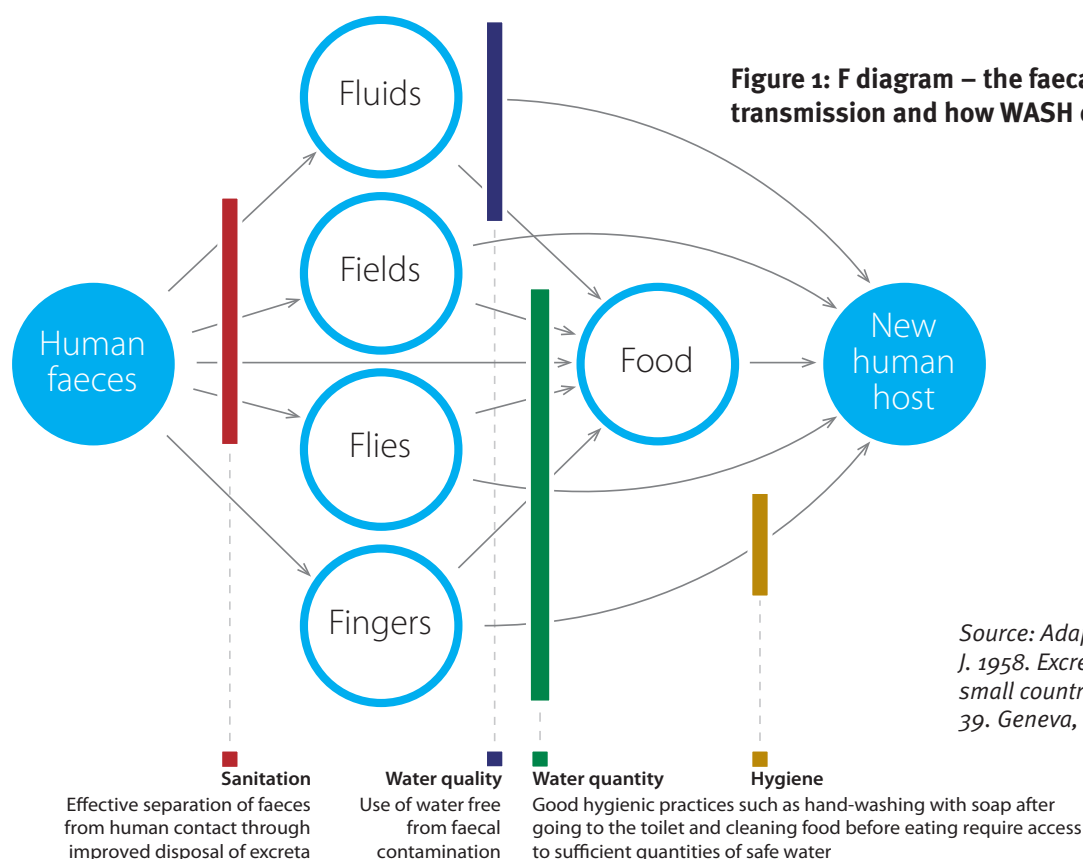 Figure 1: F diagram – the faeca
transmission and how WASH
Fluids
Fields
Human
faeces
Flies
Fingers
Food
New
human
host
Source: Adap
J. 1958. Excre
small countr
39. Geneva,
Sanitation
Effective separation of faeces
from human contact through
improved disposal of excreta
Water quality
Use of water free
from faecal
contamination
Water quantity
Hygiene
Good hygienic practices such as hand-washing with soap after
going to the toilet and cleaning food before eating require access
to sufficient quantities of safe water